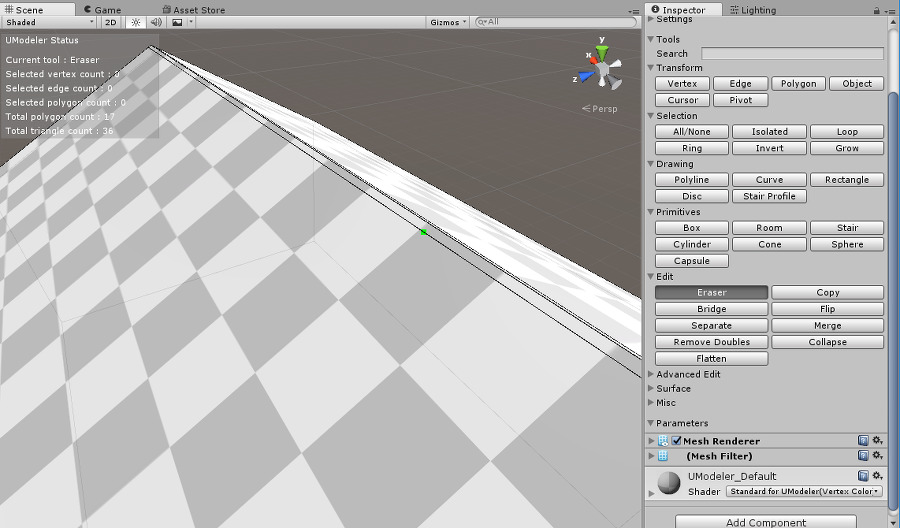 Scene
Game
Asset Store
Shaded
2D
Gizmos
All
UModeler Status
Current tool : Eraser
Selected vertex count : 0
Selected edge count : 0
Selected polygon count : 0
Total polygon count : 17
Total triangle count : 36
y
x
z
Persp
Inspector
Lighting
Settings
Tools
Search
Transform
Vertex Edge Polygon Object
Cursor Pivot
Selection
All/None Isolated Loop
Ring Invert Grow
Drawing
Polyline Curve Rectangle
Disc Stair Profile
Primitives
Box Room Stair
Cylinder Cone Sphere
Capsule
Edit
Eraser Copy
Bridge Flip
Separate Merge
Remove Doubles Collapse
Flatten
Advanced Edit
Surface
Misc
Parameters
Mesh Renderer
(Mesh Filter)
UModeler_Default
Shader Standard for UModeler(Vertex Color
Add Component